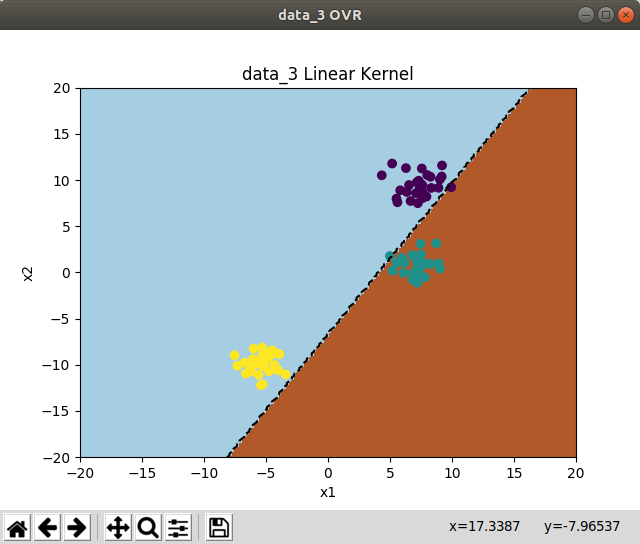 data_3 OVR
data_3 Linear Kernel
20
15
10
5
0
−5
−10
−15
−20
x2
−20 −15 −10 −5 0 5 10 15 20
x1
x=17.3387 y=-7.96537